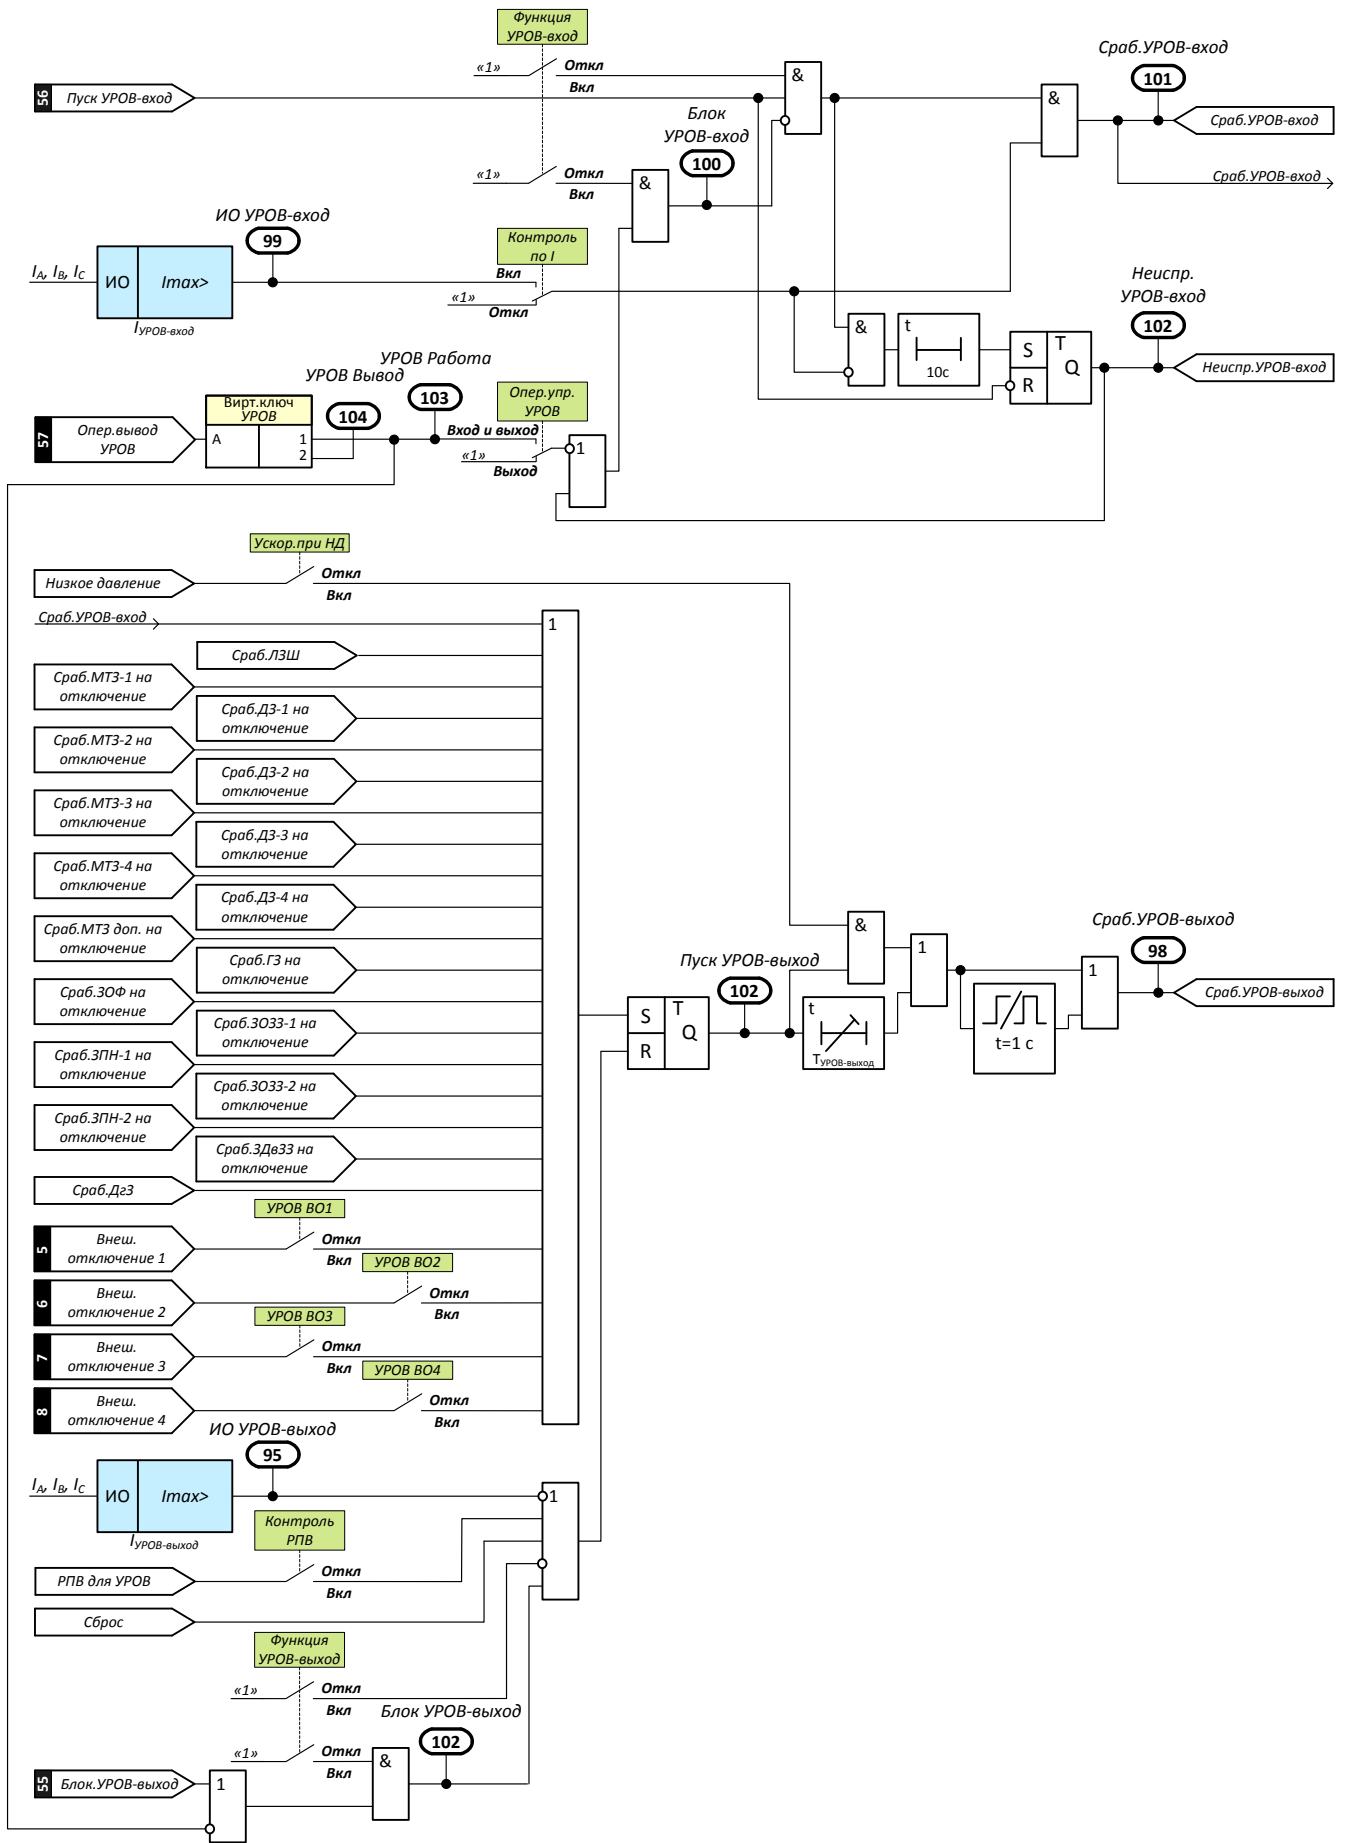 Функция
УРОВ-вход
«1»
Откл
Вкл
56
Пуск УРОВ-вход
&
&
Сраб.УРОВ-вход
101
Сраб.УРОВ-вход
Сраб.УРОВ-вход
Блок
УРОВ-вход
100
«1»
Откл
Вкл
&
ИО УРОВ-вход
99
IA, IB, IC
ИО
Imax>
IУРОВ-вход
Контроль
по I
Вкл
«1»
Откл
&
t
10с
S
T
R
Q
Неиспр.
УРОВ-вход
102
Неиспр.УРОВ-вход
УРОВ Работа
УРОВ Вывод
103
104
57
Опер.вывод
УРОВ
Вирт.ключ
УРОВ
A
1
2
Опер.упр.
УРОВ
Вход и выход
«1»
Выход
1
Ускор.при НД
Низкое давление
Откл
Вкл
Сраб.УРОВ-вход
1
Сраб.ЛЗШ
Сраб.МТЗ-1 на
отключение
Сраб.ДЗ-1 на
отключение
Сраб.МТЗ-2 на
отключение
Сраб.ДЗ-2 на
отключение
Сраб.МТЗ-3 на
отключение
Сраб.ДЗ-3 на
отключение
Сраб.МТЗ-4 на
отключение
Сраб.ДЗ-4 на
отключение
Сраб.МТЗ доп. на
отключение
Сраб.ГЗ на
отключение
Сраб.ЗОФ на
отключение
Сраб.ЗОЗЗ-1 на
отключение
Сраб.ЗПН-1 на
отключение
Сраб.ЗОЗЗ-2 на
отключение
Сраб.ЗПН-2 на
отключение
Сраб.ЗДвЗЗ на
отключение
Сраб.ДгЗ
S
T
R
Q
Пуск УРОВ-выход
102
&
t
TУРОВ-выход
1
t=1 с
1
Сраб.УРОВ-выход
98
Сраб.УРОВ-выход
УРОВ ВО1
5
Внеш.
отключение 1
Откл
Вкл
УРОВ ВО2
6
Внеш.
отключение 2
Откл
Вкл
УРОВ ВО3
7
Внеш.
отключение 3
Откл
Вкл
УРОВ ВО4
8
Внеш.
отключение 4
Откл
Вкл
ИО УРОВ-выход
95
IA, IB, IC
ИО
Imax>
IУРОВ-выход
1
Контроль
РПВ
РПВ для УРОВ
Откл
Вкл
Сброс
Функция
УРОВ-выход
«1»
Откл
Вкл
Блок УРОВ-выход
102
«1»
Откл
Вкл
&
55
Блок.УРОВ-выход
1